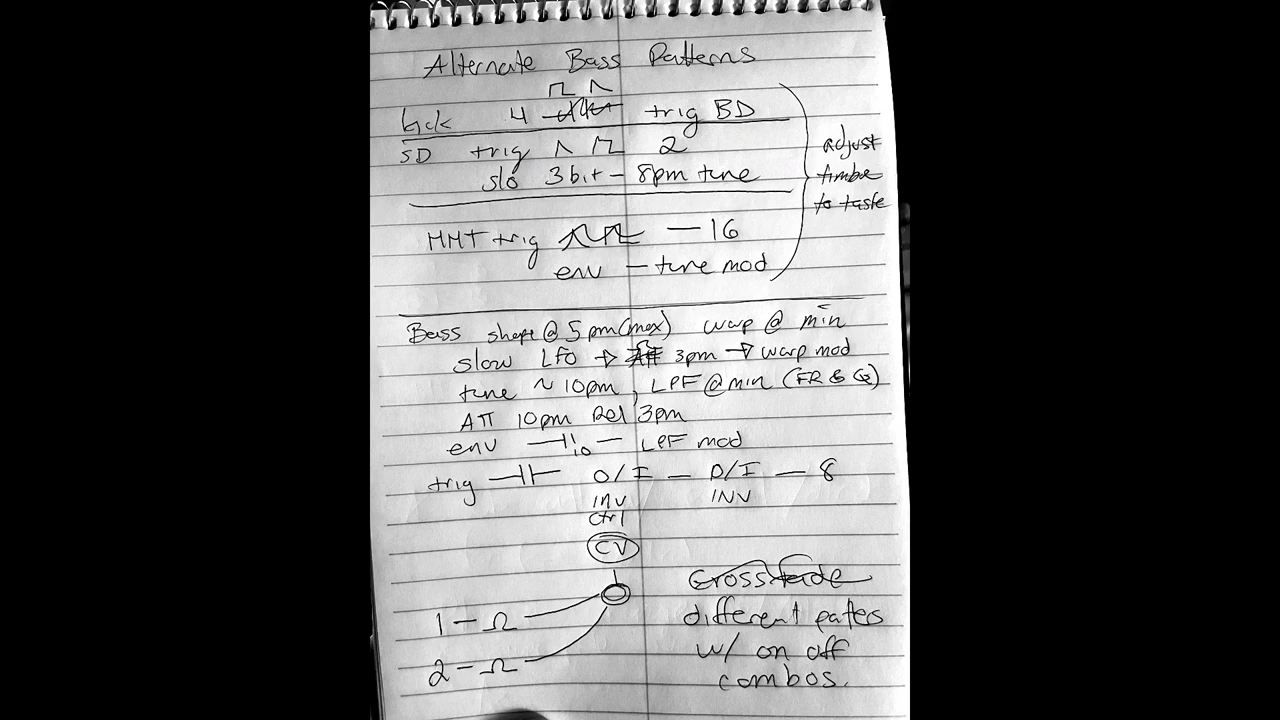 Alternate Bass Patterns
kick 4 trig BD
SD trig 2
slo 3bit - 8pm tune
adjust timbre to taste
HHT trig — 16
env — tune mod
Bass shape @ 5pm (max) warp @ min
slow LFO → 3pm → warp mod
tune ~ 10pm, LPF @ min (FR & Q)
ATT 10pm Rel 3pm
env 10 — LPF mod
trig O/I — O/I — 8
INV INV
Ctrl
CV
1 - Ω
2 - Ω
Crossfade
different patters
w/ on off
combos.